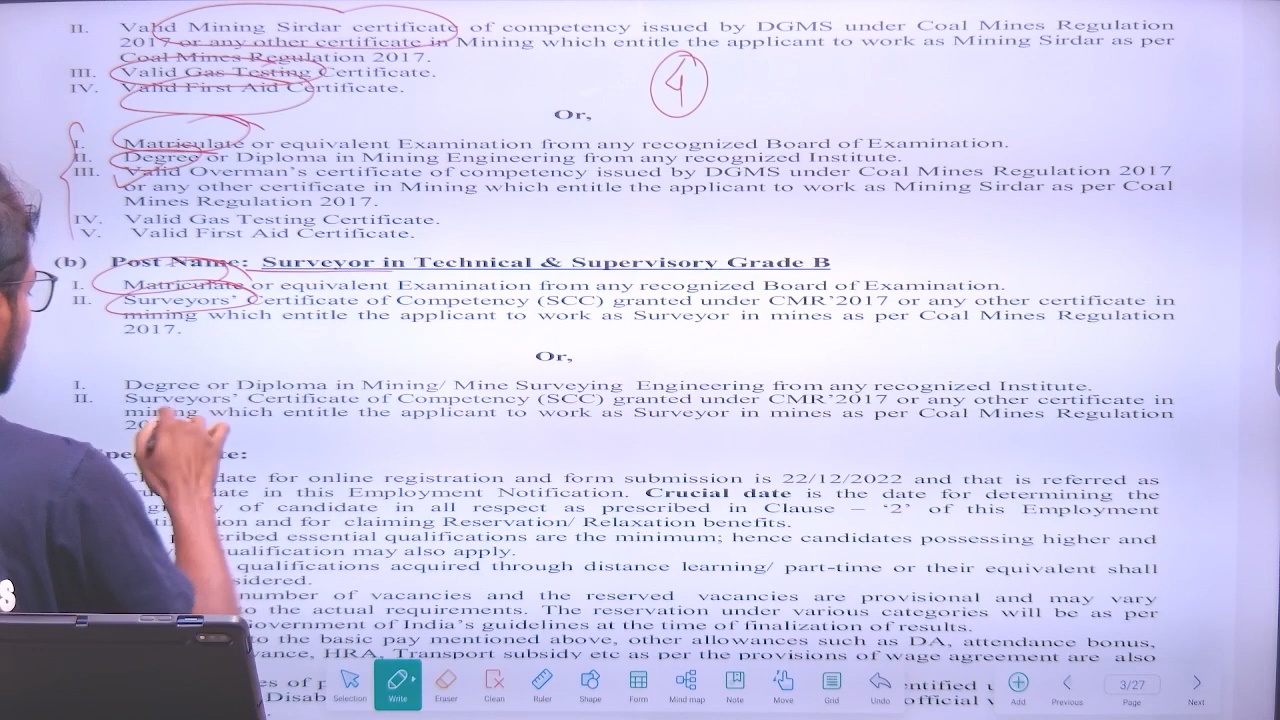 II. Valid Mining Sirdar certificate of competency issued by DGMS under Coal Mines Regulation
2017 or any other certificate in Mining which entitle the applicant to work as Mining Sirdar as per
Coal Mines Regulation 2017.
III. Valid Gas Testing Certificate.
IV. Valid First Aid Certificate.
4
Or,
I. Matriculate or equivalent Examination from any recognized Board of Examination.
II. Degree or Diploma in Mining Engineering from any recognized Institute.
III. Valid Overman's certificate of competency issued by DGMS under Coal Mines Regulation 2017
or any other certificate in Mining which entitle the applicant to work as Mining Sirdar as per Coal
Mines Regulation 2017.
IV. Valid Gas Testing Certificate.
V. Valid First Aid Certificate.
(b) Post Name: Surveyor in Technical & Supervisory Grade B
I. Matriculate or equivalent Examination from any recognized Board of Examination.
II. Surveyors' Certificate of Competency (SCC) granted under CMR'2017 or any other certificate in
mining which entitle the applicant to work as Surveyor in mines as per Coal Mines Regulation
2017.
Or,
I. Degree or Diploma in Mining/ Mine Surveying Engineering from any recognized Institute.
II. Surveyors' Certificate of Competency (SCC) granted under CMR'2017 or any other certificate in
mining which entitle the applicant to work as Surveyor in mines as per Coal Mines Regulation
date for online registration and form submission is 22/12/2022 and that is referred as
in this Employment Notification. Crucial date is the date for determining the
of candidate in all respect as prescribed in Clause – '2' of this Employment
and for claiming Reservation/ Relaxation benefits.
essential qualifications are the minimum; hence candidates possessing higher and
qualification may also apply.
qualifications acquired through distance learning/ part-time or their equivalent shall
number of vacancies and the reserved vacancies are provisional and may vary
to the actual requirements. The reservation under various categories will be as per
Government of India's guidelines at the time of finalization of results.
to the basic pay mentioned above, other allowances such as DA, attendance bonus,
HRA, Transport subsidy etc as per the provisions of wage agreement are also
of
official
Selection Write Eraser Clean Ruler Shape Form Mind map Note Move Grid Undo Add Previous 3/27 Page Next